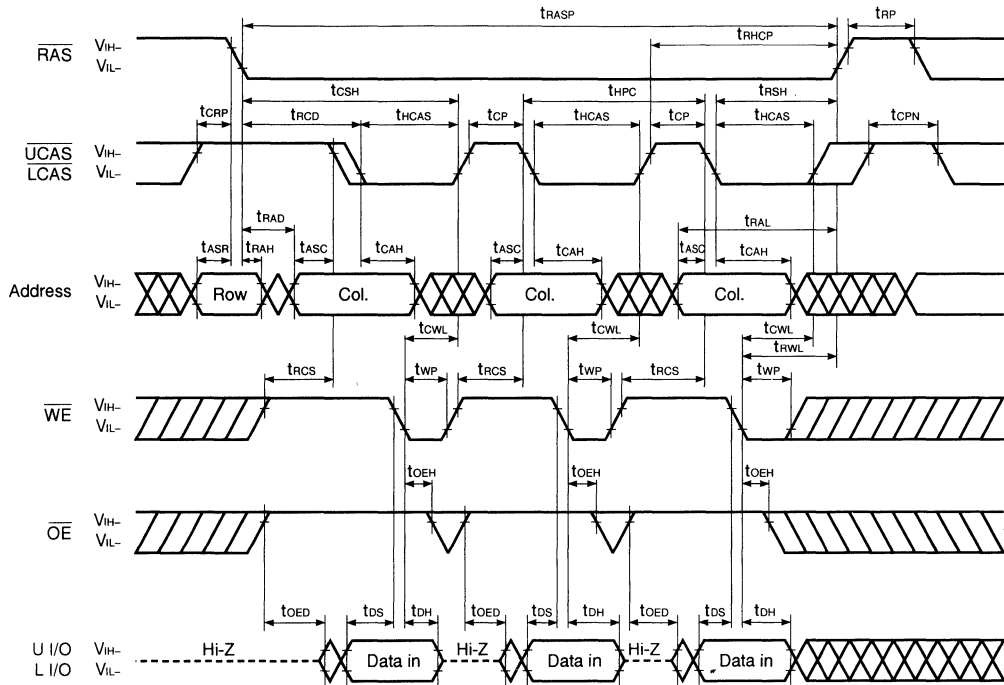 tRASP tRP
tRHCP
RAS VIH–
VIL–
tCSH tHPC tRSH
tCRP tRCD tHCAS tCP tHCAS tCP tHCAS tCPN
UCAS VIH–
LCAS VIL–
tRAD tRAL
tASR tRAH tASC tCAH tASC tCAH tASC tCAH
Address VIH–
VIL–
Row Col. Col. Col.
tCWL tCWL tCWL
tRWL
tRCS tWP tRCS tWP tRCS tWP
WE VIH–
VIL–
tOEH tOEH tOEH
OE VIH–
VIL–
tOED tDS tDH tOED tDS tDH tOED tDS tDH
U I/O VIH–
L I/O VIL–
Hi-Z Data in Hi-Z Data in Hi-Z Data in